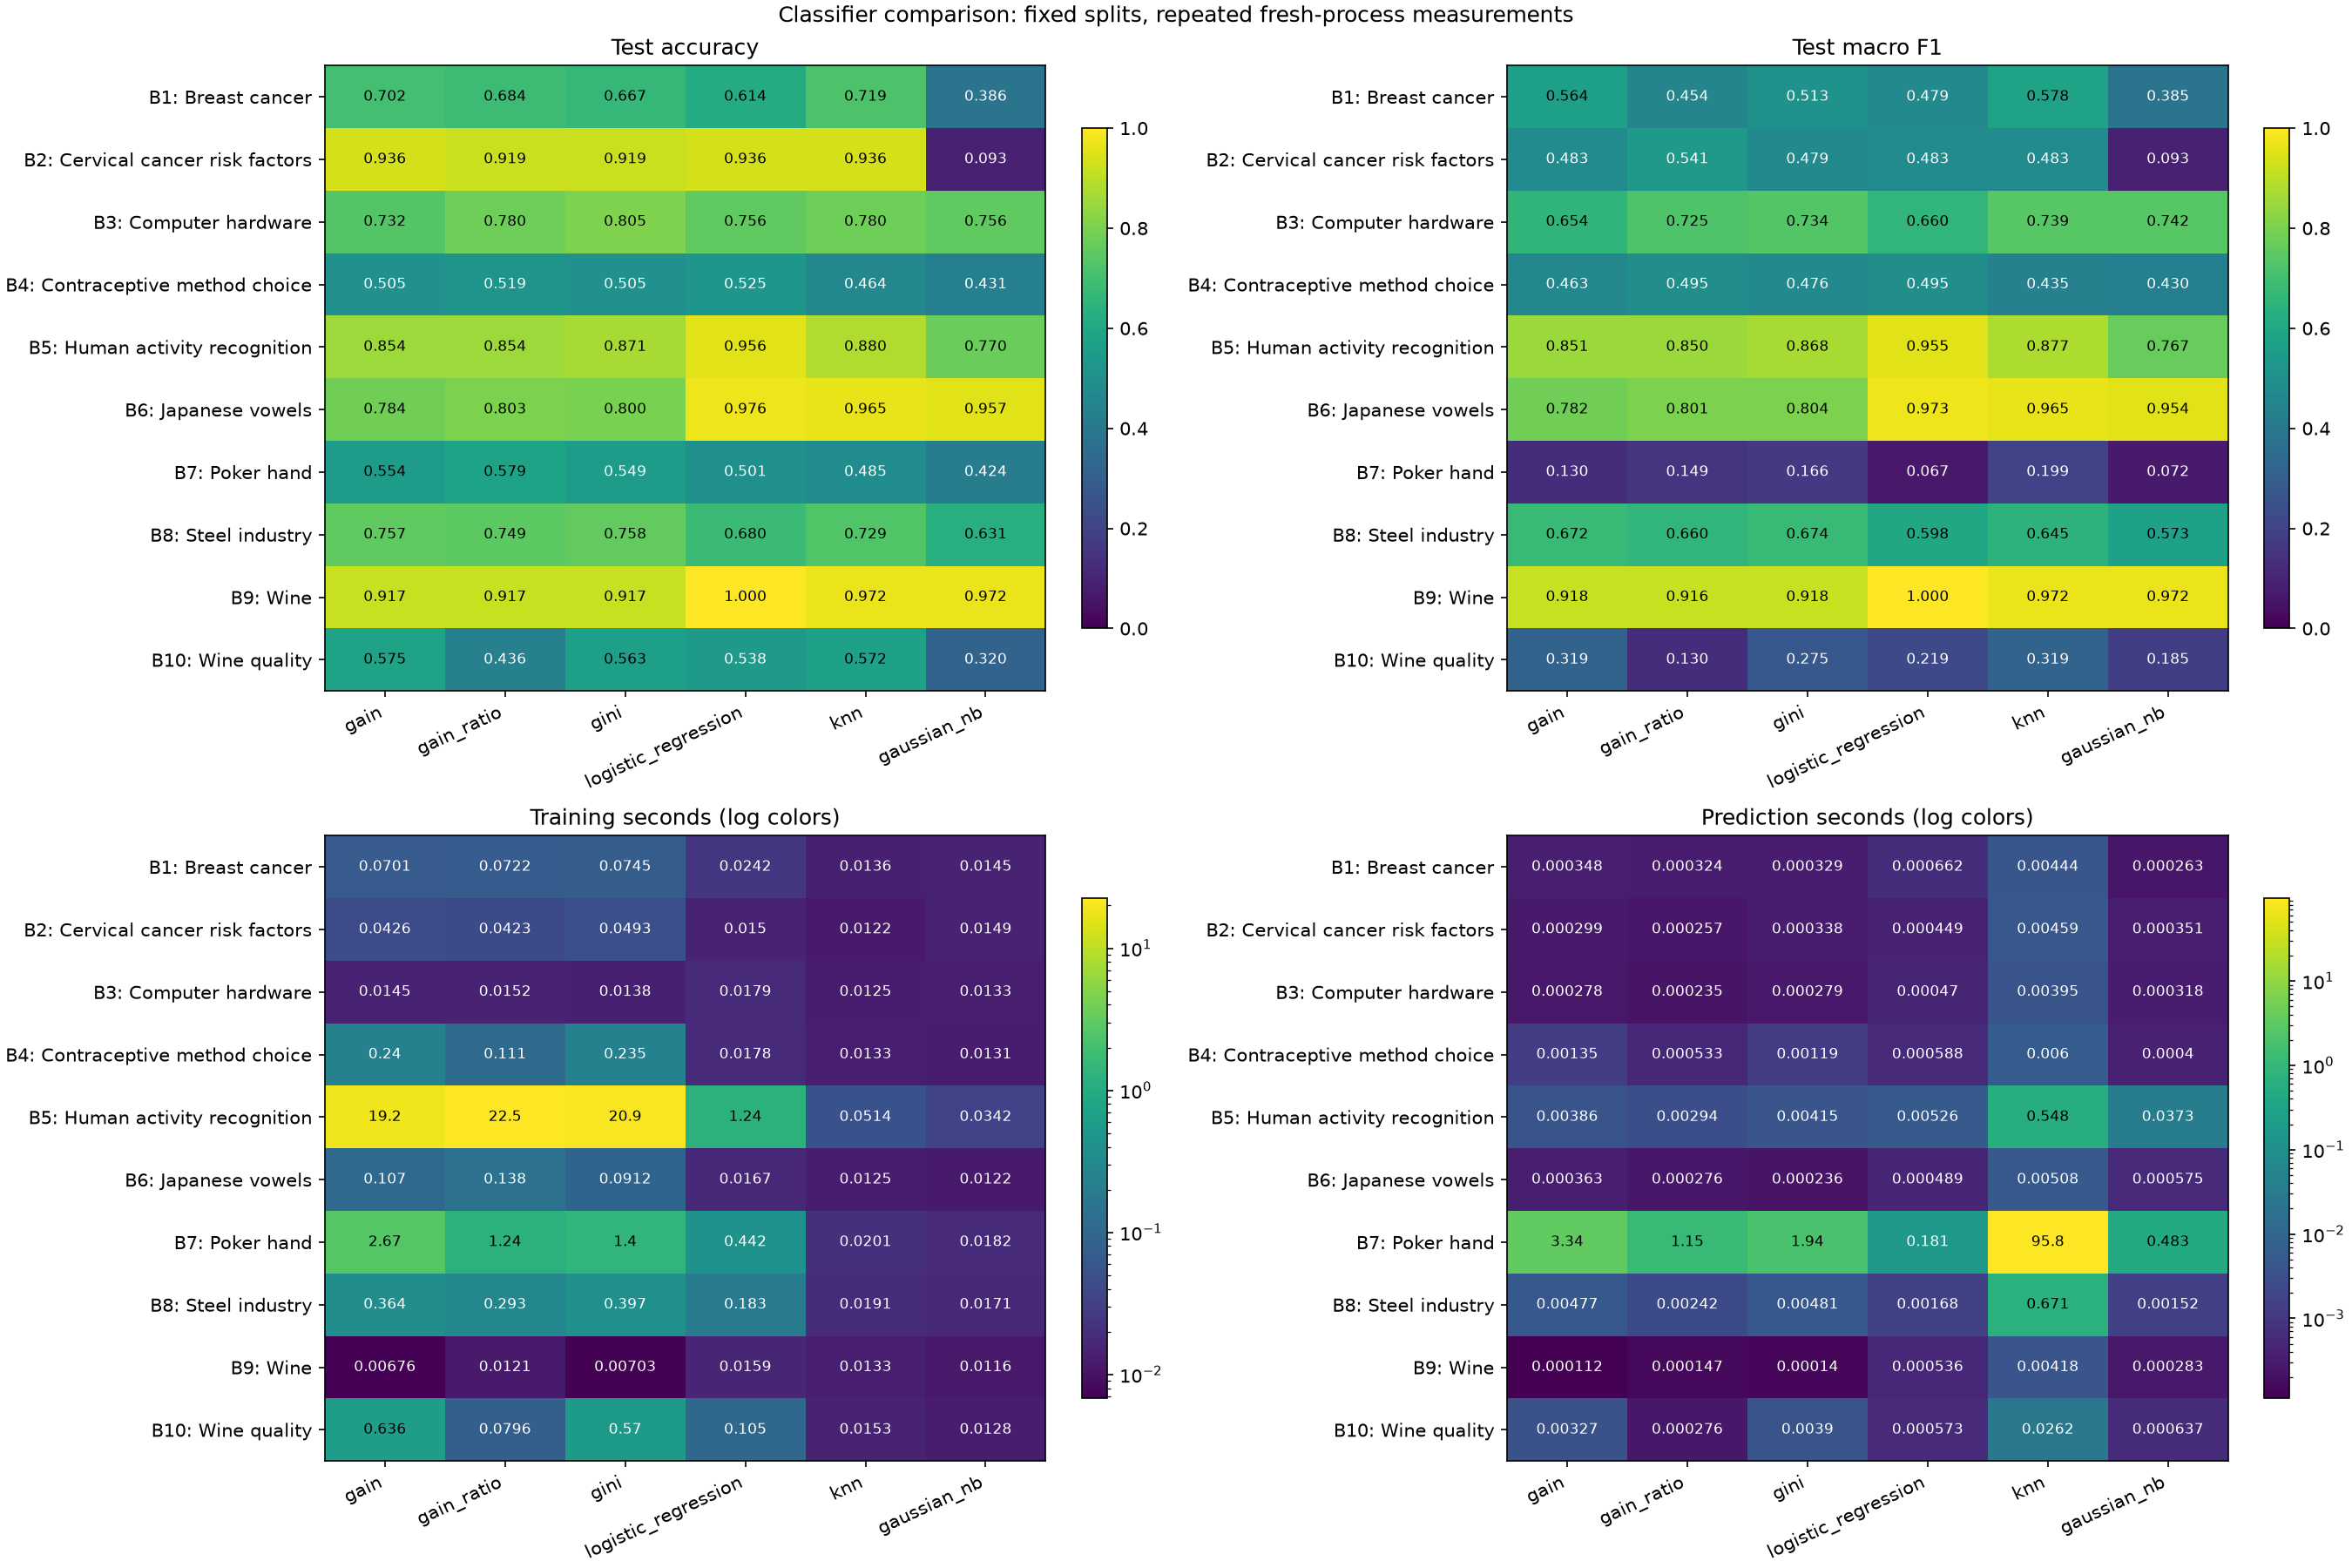 Classifier comparison: fixed splits, repeated fresh-process measurements
Test accuracy
B1: Breast cancer 0.702 0.684 0.667 0.614 0.719 0.386
B2: Cervical cancer risk factors 0.936 0.919 0.919 0.936 0.936 0.093
B3: Computer hardware 0.732 0.780 0.805 0.756 0.780 0.756
B4: Contraceptive method choice 0.505 0.519 0.505 0.525 0.464 0.431
B5: Human activity recognition 0.854 0.854 0.871 0.956 0.880 0.770
B6: Japanese vowels 0.784 0.803 0.800 0.976 0.965 0.957
B7: Poker hand 0.554 0.579 0.549 0.501 0.485 0.424
B8: Steel industry 0.757 0.749 0.758 0.680 0.729 0.631
B9: Wine 0.917 0.917 0.917 1.000 0.972 0.972
B10: Wine quality 0.575 0.436 0.563 0.538 0.572 0.320
gain gain_ratio gini logistic_regression knn gaussian_nb
1.0
0.8
0.6
0.4
0.2
0.0
Test macro F1
B1: Breast cancer 0.564 0.454 0.513 0.479 0.578 0.385
B2: Cervical cancer risk factors 0.483 0.541 0.479 0.483 0.483 0.093
B3: Computer hardware 0.654 0.725 0.734 0.660 0.739 0.742
B4: Contraceptive method choice 0.463 0.495 0.476 0.495 0.435 0.430
B5: Human activity recognition 0.851 0.850 0.868 0.955 0.877 0.767
B6: Japanese vowels 0.782 0.801 0.804 0.973 0.965 0.954
B7: Poker hand 0.130 0.149 0.166 0.067 0.199 0.072
B8: Steel industry 0.672 0.660 0.674 0.598 0.645 0.573
B9: Wine 0.918 0.916 0.918 1.000 0.972 0.972
B10: Wine quality 0.319 0.130 0.275 0.219 0.319 0.185
gain gain_ratio gini logistic_regression knn gaussian_nb
1.0
0.8
0.6
0.4
0.2
0.0
Training seconds (log colors)
B1: Breast cancer 0.0701 0.0722 0.0745 0.0242 0.0136 0.0145
B2: Cervical cancer risk factors 0.0426 0.0423 0.0493 0.015 0.0122 0.0149
B3: Computer hardware 0.0145 0.0152 0.0138 0.0179 0.0125 0.0133
B4: Contraceptive method choice 0.24 0.111 0.235 0.0178 0.0133 0.0131
B5: Human activity recognition 19.2 22.5 20.9 1.24 0.0514 0.0342
B6: Japanese vowels 0.107 0.138 0.0912 0.0167 0.0125 0.0122
B7: Poker hand 2.67 1.24 1.4 0.442 0.0201 0.0182
B8: Steel industry 0.364 0.293 0.397 0.183 0.0191 0.0171
B9: Wine 0.00676 0.0121 0.00703 0.0159 0.0133 0.0116
B10: Wine quality 0.636 0.0796 0.57 0.105 0.0153 0.0128
gain gain_ratio gini logistic_regression knn gaussian_nb
10¹
10⁰
10⁻¹
10⁻²
Prediction seconds (log colors)
B1: Breast cancer 0.000348 0.000324 0.000329 0.000662 0.00444 0.000263
B2: Cervical cancer risk factors 0.000299 0.000257 0.000338 0.000449 0.00459 0.000351
B3: Computer hardware 0.000278 0.000235 0.000279 0.00047 0.00395 0.000318
B4: Contraceptive method choice 0.00135 0.000533 0.00119 0.000588 0.006 0.0004
B5: Human activity recognition 0.00386 0.00294 0.00415 0.00526 0.548 0.0373
B6: Japanese vowels 0.000363 0.000276 0.000236 0.000489 0.00508 0.000575
B7: Poker hand 3.34 1.15 1.94 0.181 95.8 0.483
B8: Steel industry 0.00477 0.00242 0.00481 0.00168 0.671 0.00152
B9: Wine 0.000112 0.000147 0.00014 0.000536 0.00418 0.000283
B10: Wine quality 0.00327 0.000276 0.0039 0.000573 0.0262 0.000637
gain gain_ratio gini logistic_regression knn gaussian_nb
10¹
10⁰
10⁻¹
10⁻²
10⁻³